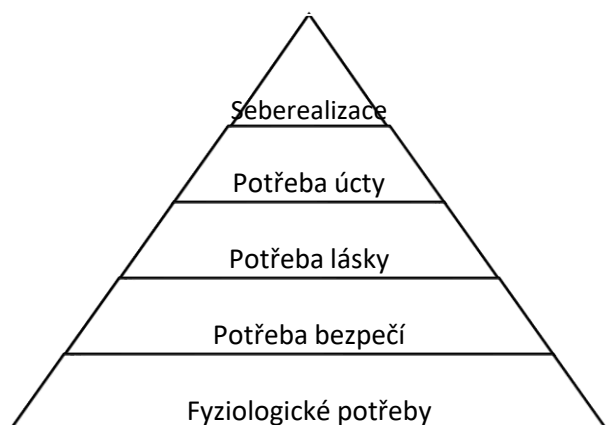 Seberealizace
Potřeba úcty
Potřeba lásky
Potřeba bezpečí
Fyziologické potřeby